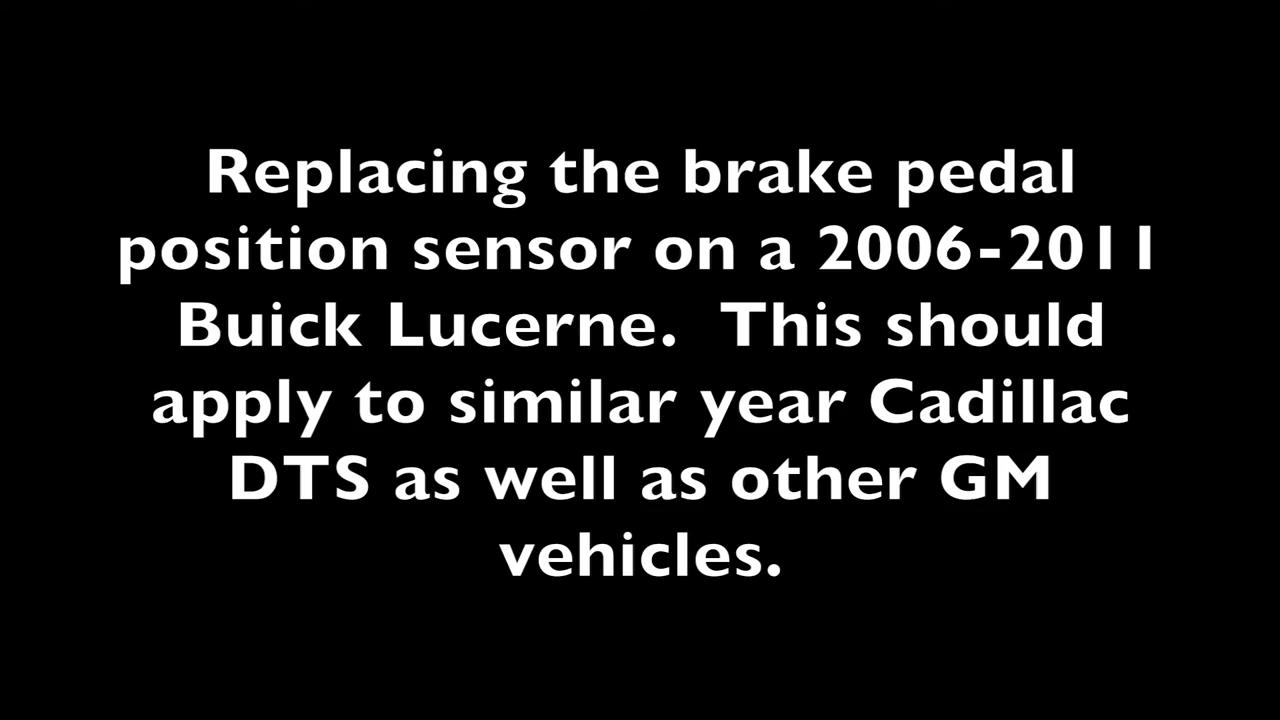 Replacing the brake pedal
position sensor on a 2006-2011
Buick Lucerne.  This should
apply to similar year Cadillac
DTS as well as other GM
vehicles.